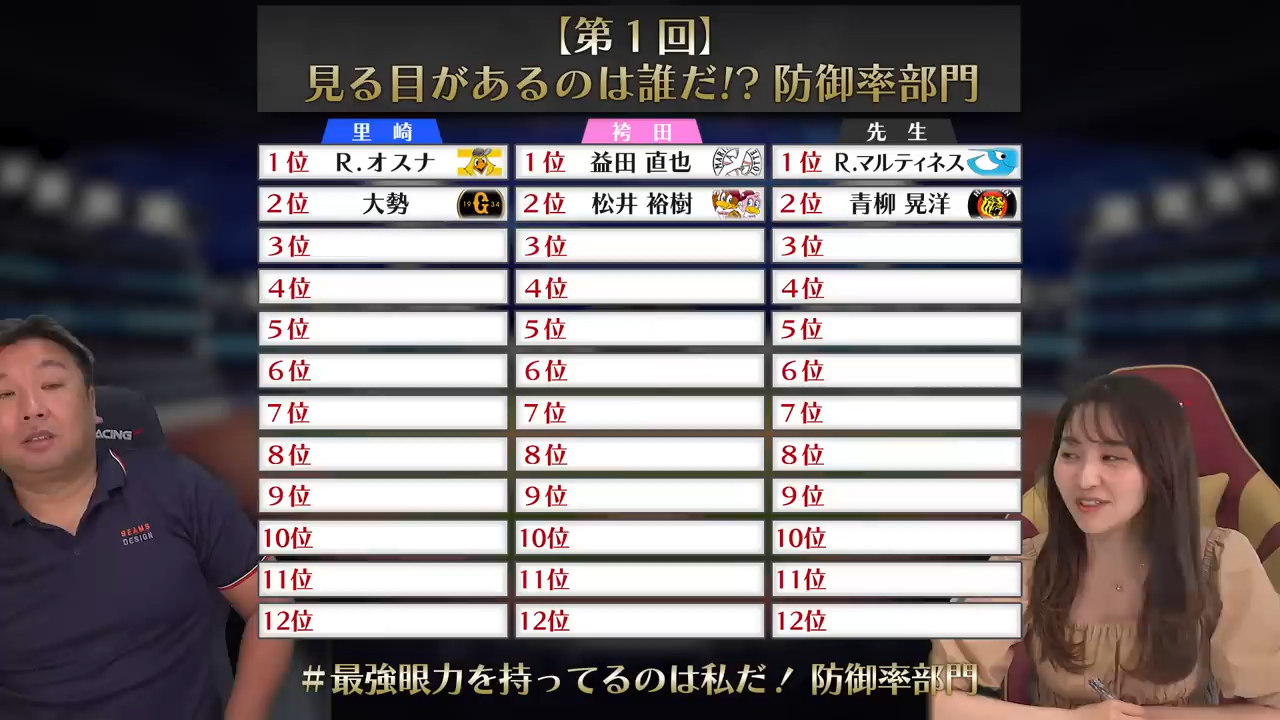 【第1回】
見る目があるのは誰だ!? 防御率部門
里崎 袴田 先生
1位 R.オスナ 1位 益田 直也 1位 R.マルティネス
2位 大勢 1934 G 2位 松井 裕樹 2位 青柳 晃洋
3位 3位 3位
4位 4位 4位
5位 5位 5位
6位 6位 6位
7位 7位 7位
8位 8位 8位
9位 9位 9位
10位 10位 10位
11位 11位 11位
12位 12位 12位
ACING
BEAMS
DESIGN
#最強眼力を持ってるのは私だ! 防御率部門